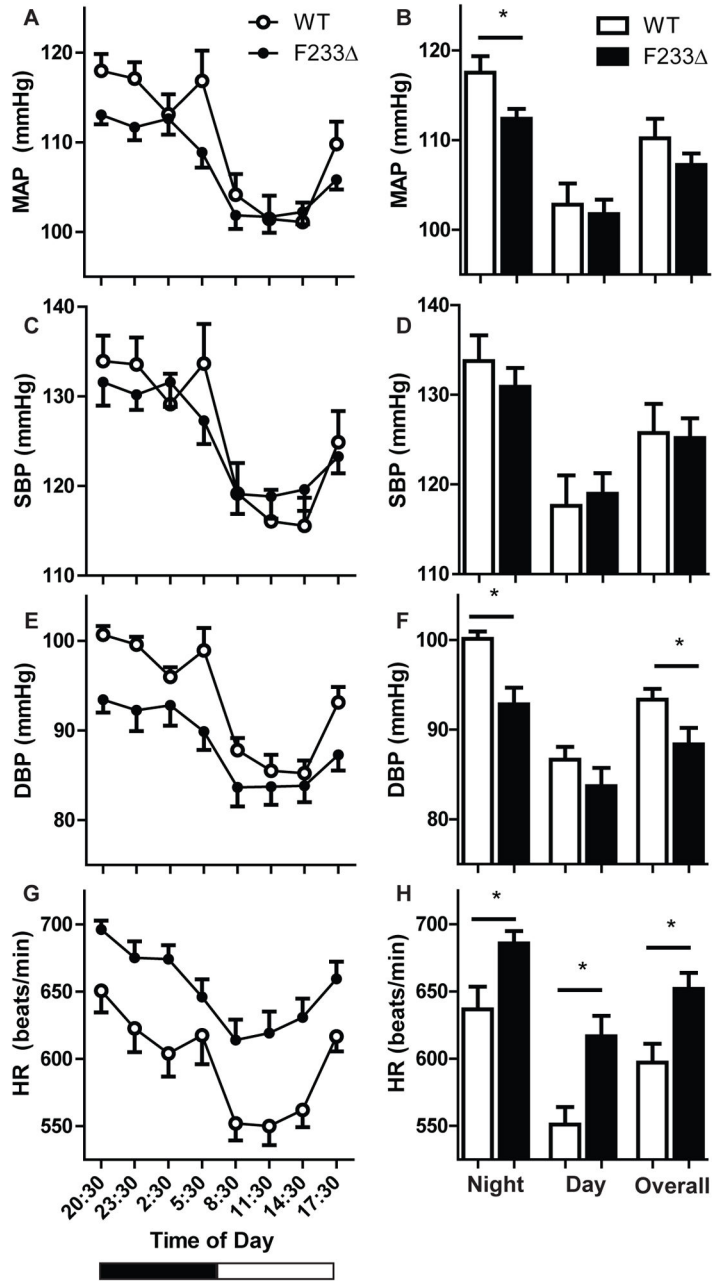 A
WT
F233Δ
MAP (mmHg)
120
110
100
B
*
WT
F233Δ
MAP (mmHg)
120
110
100
C
SBP (mmHg)
140
130
120
110
D
SBP (mmHg)
140
130
120
110
E
DBP (mmHg)
100
90
80
F
*
*
DBP (mmHg)
100
90
80
G
HR (beats/min)
700
650
600
550
20:30
23:30
2:30
5:30
8:30
11:30
14:30
17:30
Time of Day
H
*
*
*
HR (beats/min)
700
650
600
550
Night Day Overall